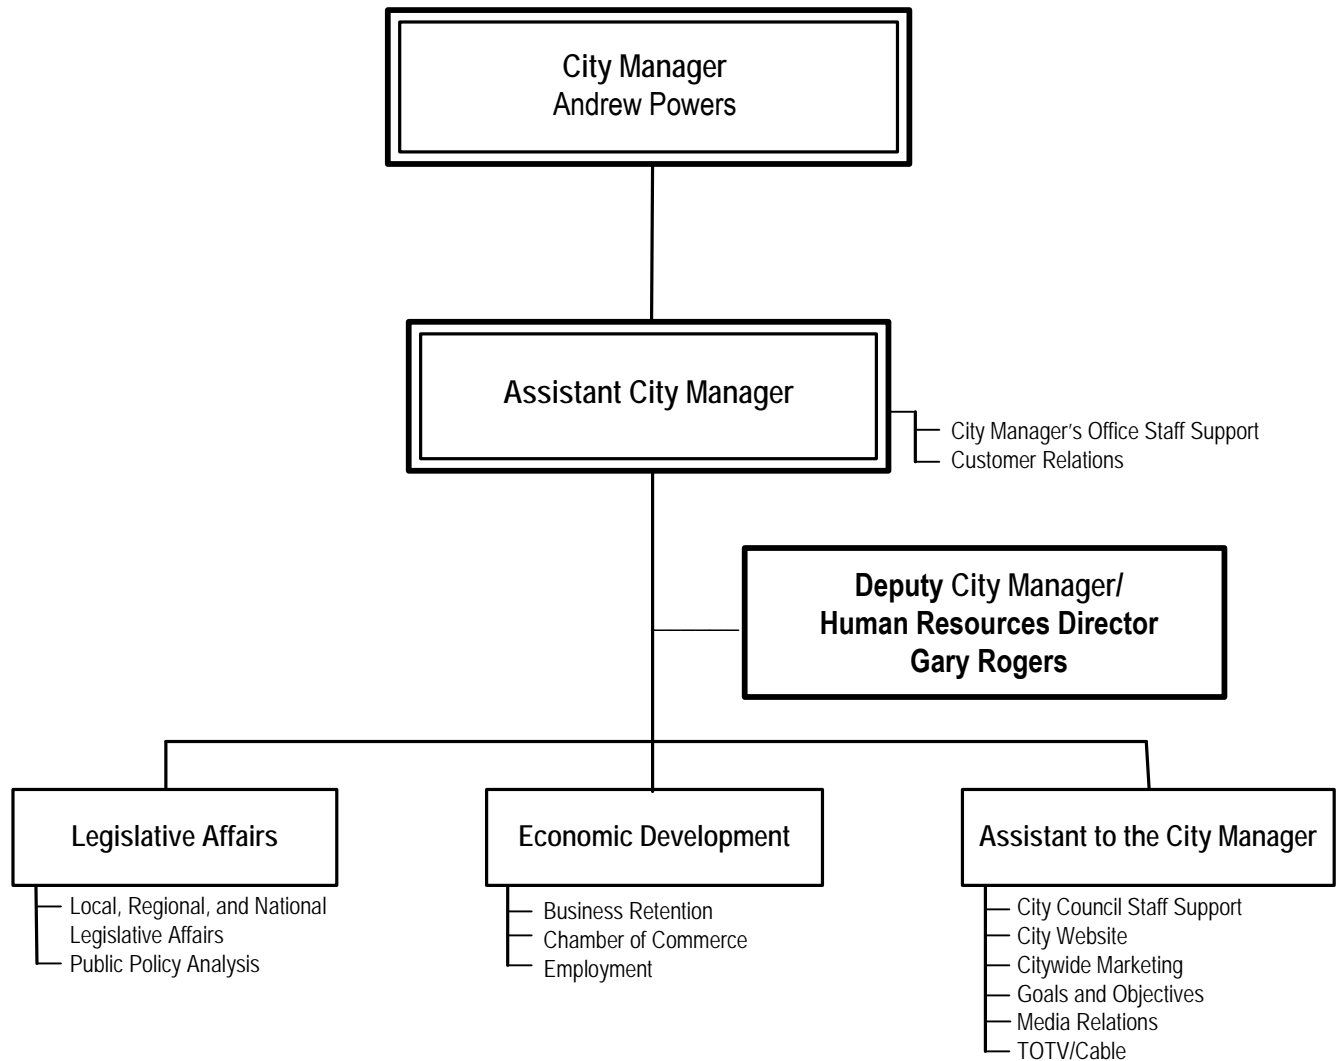 City Manager
Andrew Powers
Assistant City Manager
City Manager's Office Staff Support
Customer Relations
Deputy City Manager/
Human Resources Director
Gary Rogers
Legislative Affairs
Local, Regional, and National
Legislative Affairs
Public Policy Analysis
Economic Development
Business Retention
Chamber of Commerce
Employment
Assistant to the City Manager
City Council Staff Support
City Website
Citywide Marketing
Goals and Objectives
Media Relations
TOTV/Cable